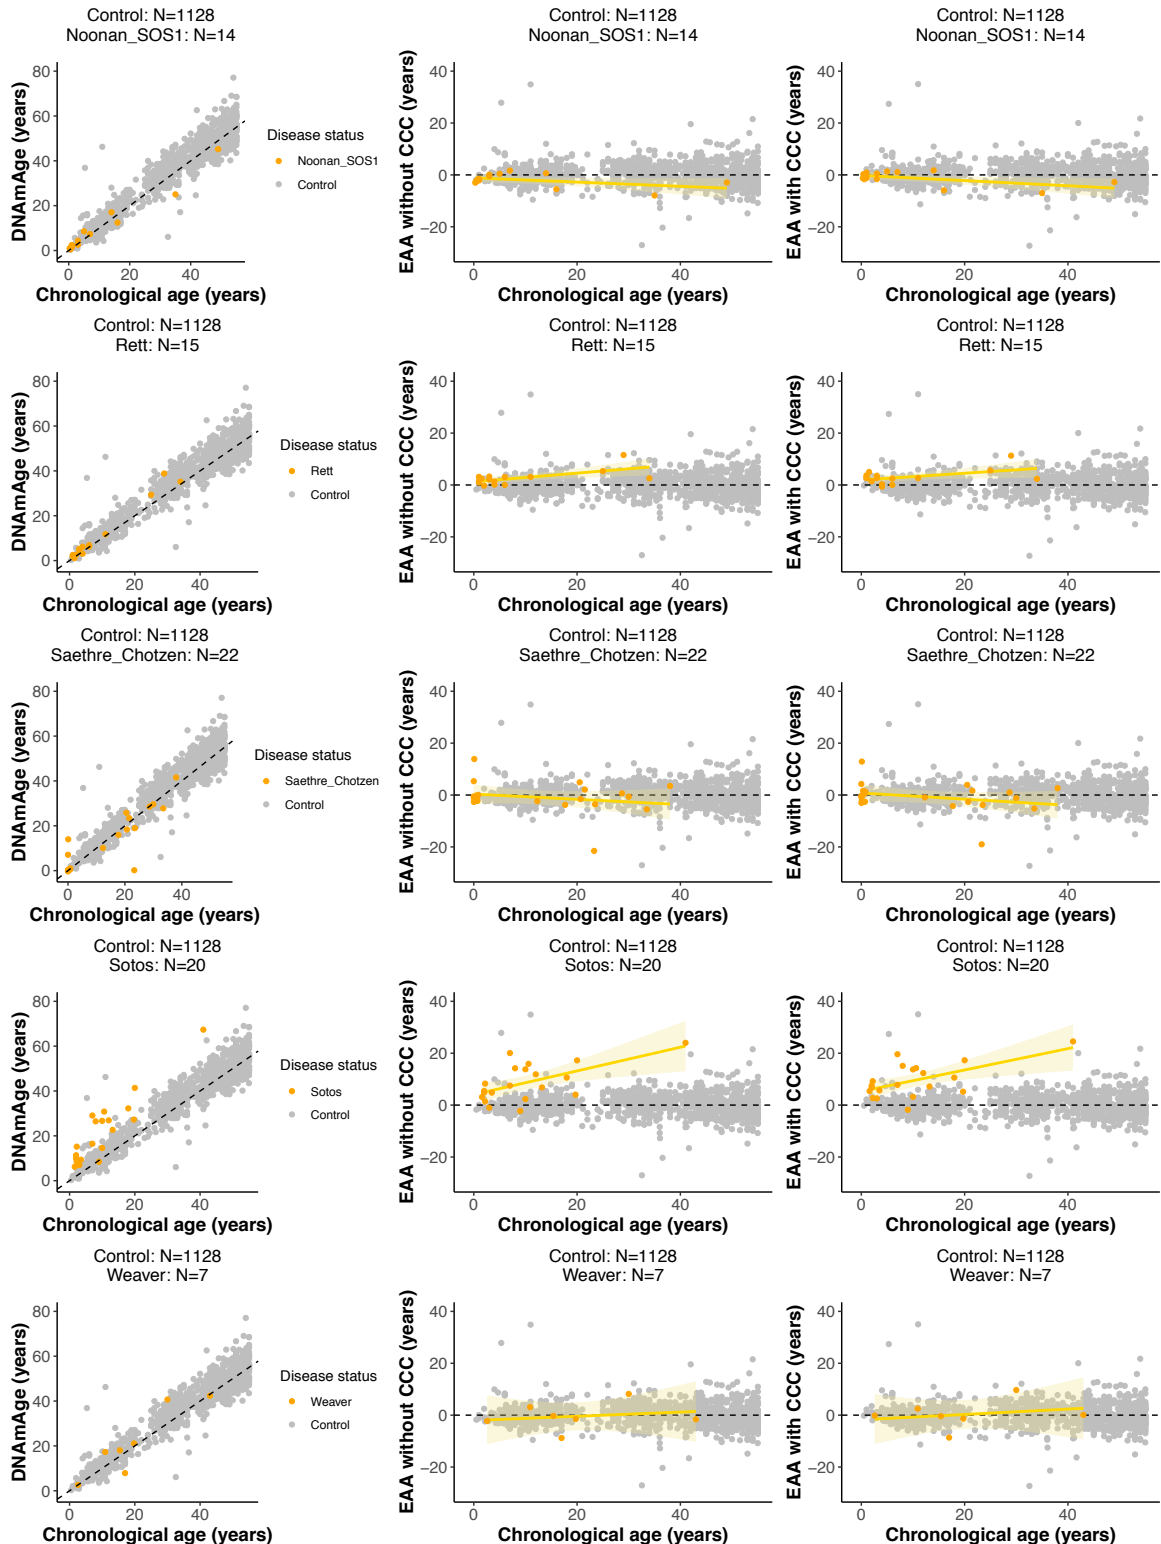 Control: N=1128
Noonan_SOS1: N=14
DNAmAge (years)
80
60
40
20
0
0 20 40
Chronological age (years)
Disease status
Noonan_SOS1
Control
Control: N=1128
Noonan_SOS1: N=14
EAA without CCC (years)
40
20
0
−20
0 20 40
Chronological age (years)
Control: N=1128
Noonan_SOS1: N=14
EAA with CCC (years)
40
20
0
−20
0 20 40
Chronological age (years)
Control: N=1128
Rett: N=15
DNAmAge (years)
80
60
40
20
0
0 20 40
Chronological age (years)
Disease status
Rett
Control
Control: N=1128
Rett: N=15
EAA without CCC (years)
40
20
0
−20
0 20 40
Chronological age (years)
Control: N=1128
Rett: N=15
EAA with CCC (years)
40
20
0
−20
0 20 40
Chronological age (years)
Control: N=1128
Saethre_Chotzen: N=22
DNAmAge (years)
80
60
40
20
0
0 20 40
Chronological age (years)
Disease status
Saethre_Chotzen
Control
Control: N=1128
Saethre_Chotzen: N=22
EAA without CCC (years)
40
20
0
−20
0 20 40
Chronological age (years)
Control: N=1128
Saethre_Chotzen: N=22
EAA with CCC (years)
40
20
0
−20
0 20 40
Chronological age (years)
Control: N=1128
Sotos: N=20
DNAmAge (years)
80
60
40
20
0
0 20 40
Chronological age (years)
Disease status
Sotos
Control
Control: N=1128
Sotos: N=20
EAA without CCC (years)
40
20
0
−20
0 20 40
Chronological age (years)
Control: N=1128
Sotos: N=20
EAA with CCC (years)
40
20
0
−20
0 20 40
Chronological age (years)
Control: N=1128
Weaver: N=7
DNAmAge (years)
80
60
40
20
0
0 20 40
Chronological age (years)
Disease status
Weaver
Control
Control: N=1128
Weaver: N=7
EAA without CCC (years)
40
20
0
−20
0 20 40
Chronological age (years)
Control: N=1128
Weaver: N=7
EAA with CCC (years)
40
20
0
−20
0 20 40
Chronological age (years)